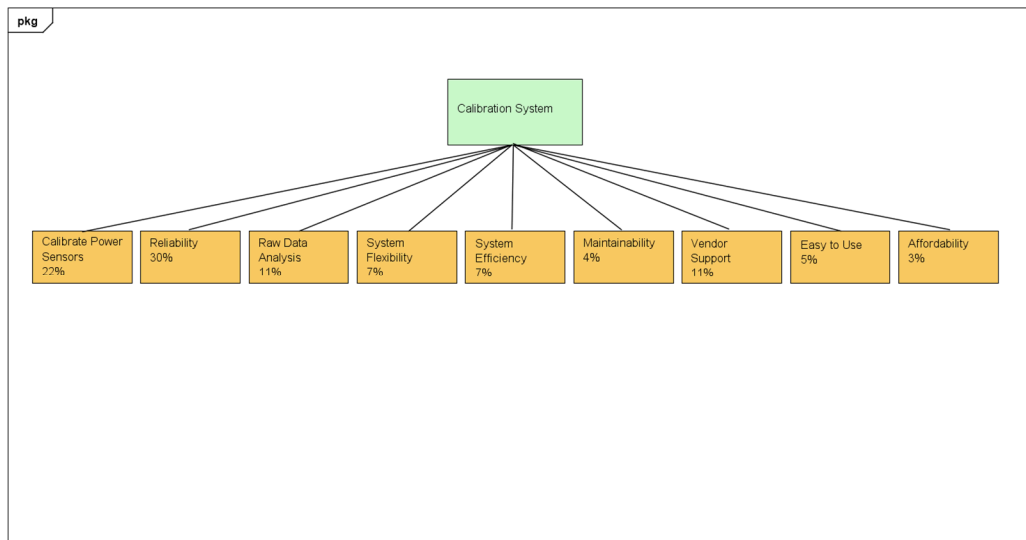 pkg
Calibration System
Calibrate Power
Sensors
22%
Reliability
30%
Raw Data
Analysis
11%
System
Flexibility
7%
System
Efficiency
7%
Maintainability
4%
Vendor
Support
11%
Easy to Use
5%
Affordability
3%